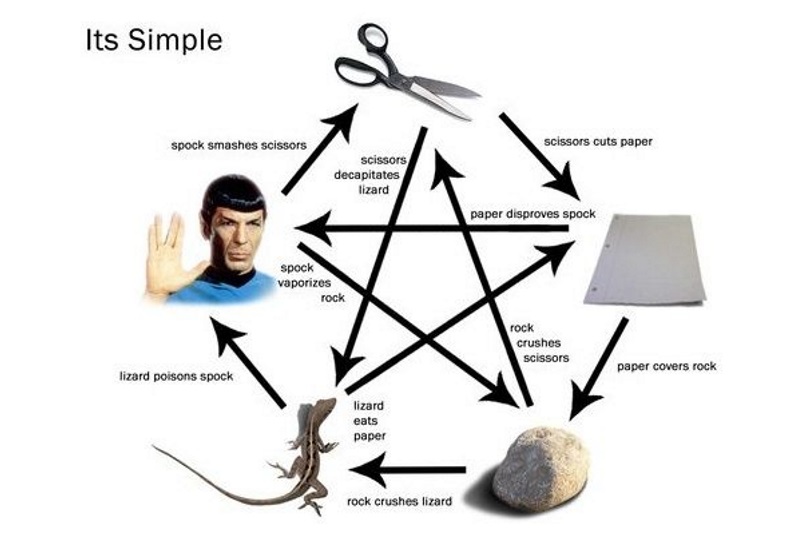 Its Simple
spock smashes scissors
scissors cuts paper
scissors
decapitates
lizard
paper disproves spock
spock
vaporizes
rock
rock
crushes
scissors
paper covers rock
lizard poisons spock
lizard
eats
paper
rock crushes lizard